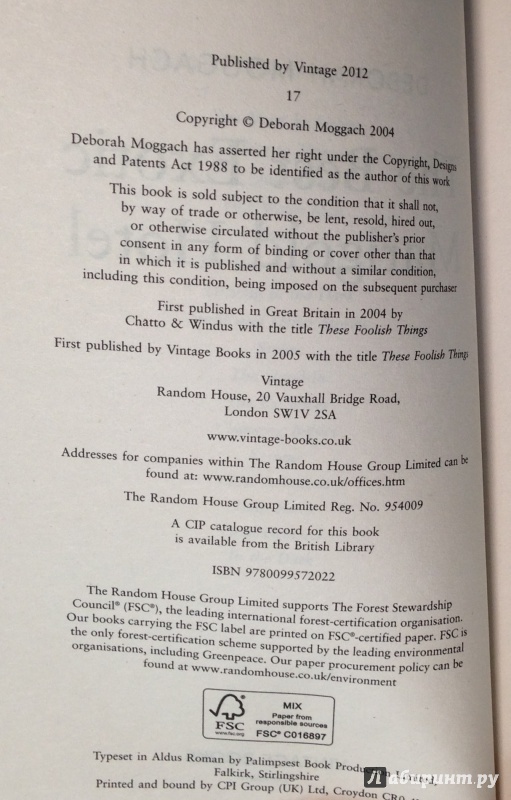 Published by Vintage 2012
17
Copyright © Deborah Moggach 2004
Deborah Moggach has asserted her right under the Copyright, Designs
and Patents Act 1988 to be identified as the author of this work
This book is sold subject to the condition that it shall not,
by way of trade or otherwise, be lent, resold, hired out,
or otherwise circulated without the publisher's prior
consent in any form of binding or cover other than that
in which it is published and without a similar condition,
including this condition, being imposed on the subsequent purchaser
First published in Great Britain in 2004 by
Chatto & Windus with the title These Foolish Things
First published by Vintage Books in 2005 with the title These Foolish Things
Vintage
Random House, 20 Vauxhall Bridge Road,
London SW1V 2SA
www.vintage-books.co.uk
Addresses for companies within The Random House Group Limited can be
found at: www.randomhouse.co.uk/offices.htm
The Random House Group Limited Reg. No. 954009
A CIP catalogue record for this book
is available from the British Library
ISBN 9780099572022
The Random House Group Limited supports The Forest Stewardship
Council® (FSC®), the leading international forest-certification organisation.
Our books carrying the FSC label are printed on FSC®-certified paper. FSC is
the only forest-certification scheme supported by the leading environmental
organisations, including Greenpeace. Our paper procurement policy can be
found at www.randomhouse.co.uk/environment
FSC
www.fsc.org
MIX
Paper from
responsible sources
FSC® C016897
Typeset in Aldus Roman by Palimpsest Book
Falkirk, Stirlingshire
Printed and bound by CPI Group (UK) Ltd, Croydon
Лабиринт.ру